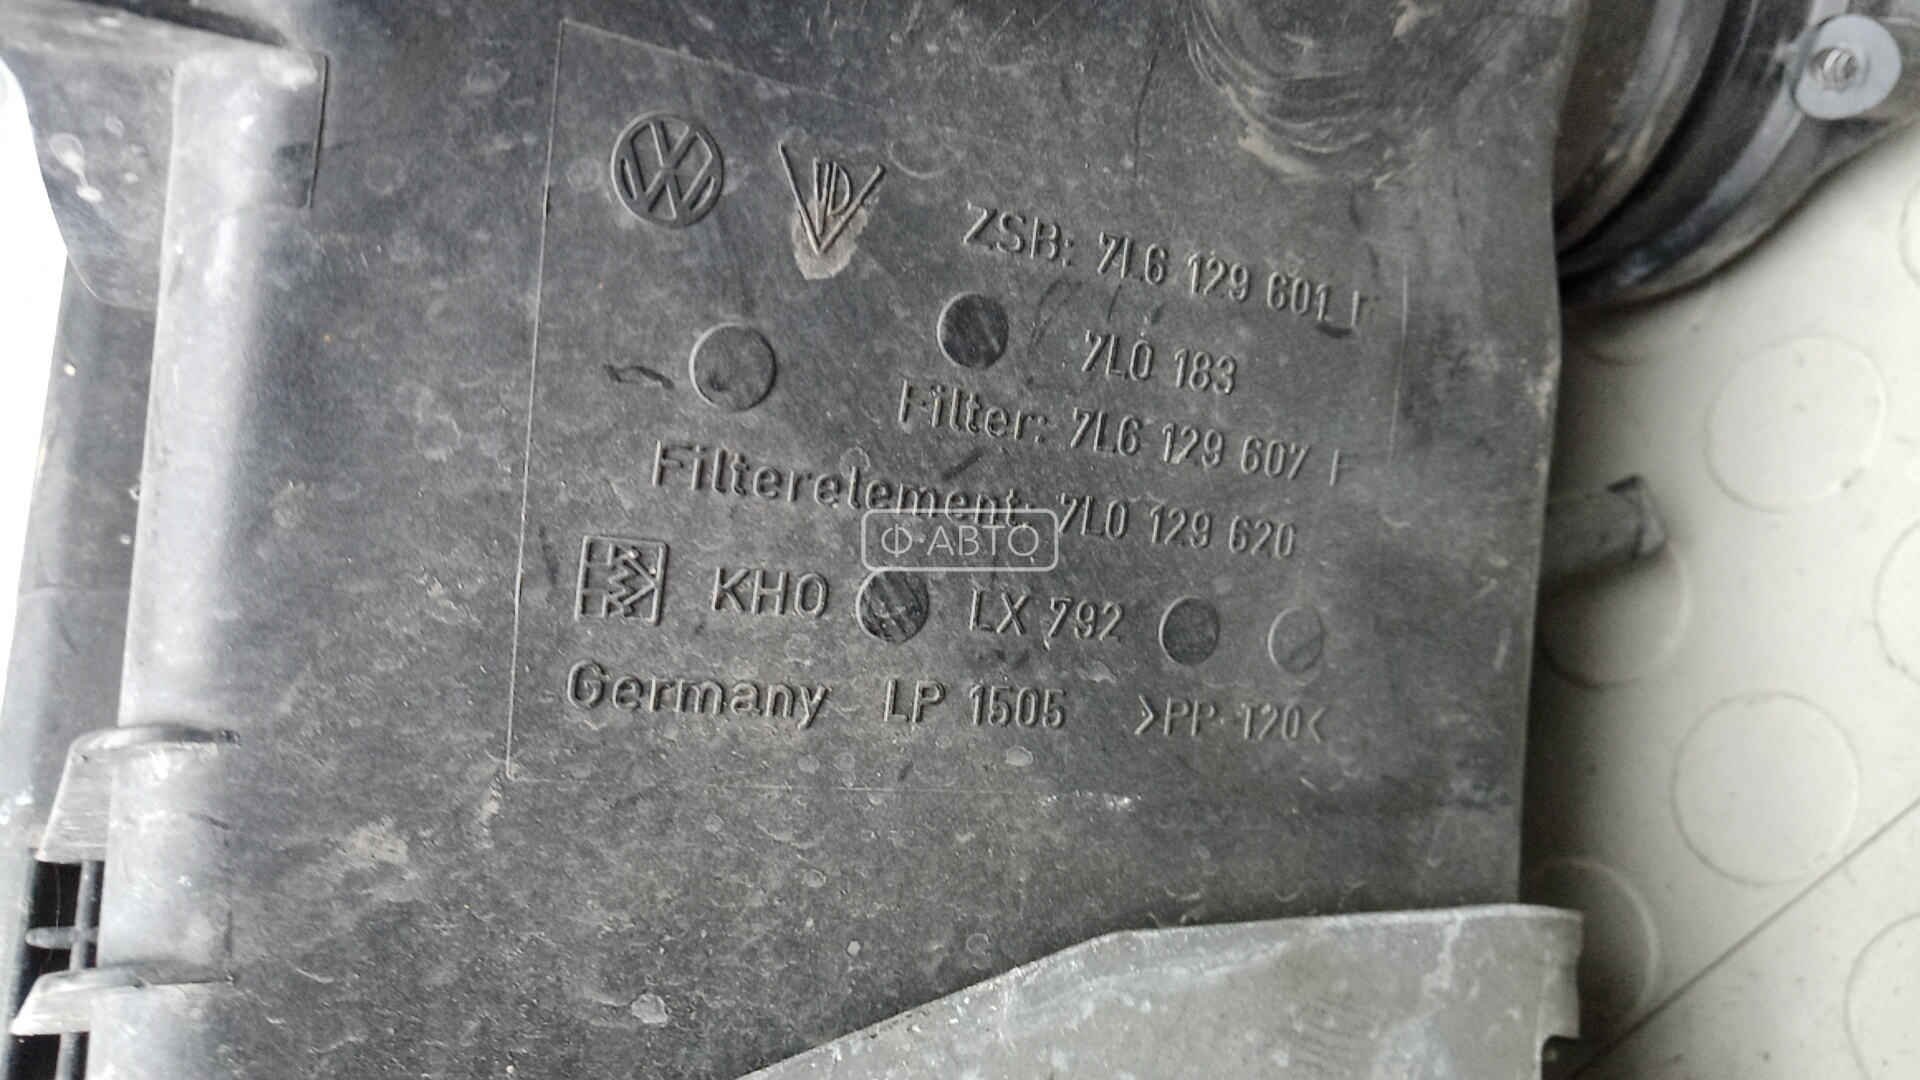 ZSB: 7L6 129 601 F
7L0 183
Filter: 7L6 129 607 F
Filterelement: 7L0 129 620
Ф·АВТО
KHO LX 792
Germany LP 1505 >PP-T20<